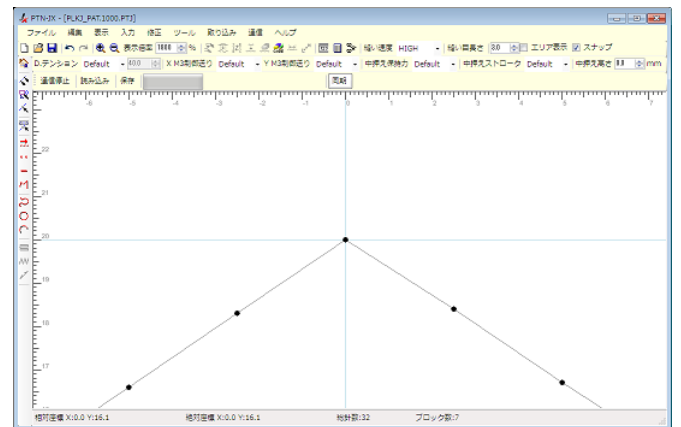 PTN-JX - [PLKJ_PAT.1000.PTJ]
ファイル 編集 表示 入力 修正 ツール 取り込み 通信 ヘルプ
表示倍率 1000 % 縫い速度 HIGH 縫い目長さ 3.0 エリア表示 スナップ
D.テンション Default 40.0 X M3制御送り Default Y M3制御送り Default 中押え保持力 Default 中押えストローク Default 中押え高さ mm
通信停止 読み込み 保存
-6 -5 -4 -3 -2 -1 0 1 2 3 4 5 6 7
22
21
20
19
18
17
相対座標 X:0.0 Y:16.1 絶対座標 X:0.0 Y:16.1 総針数:32 ブロック数:7